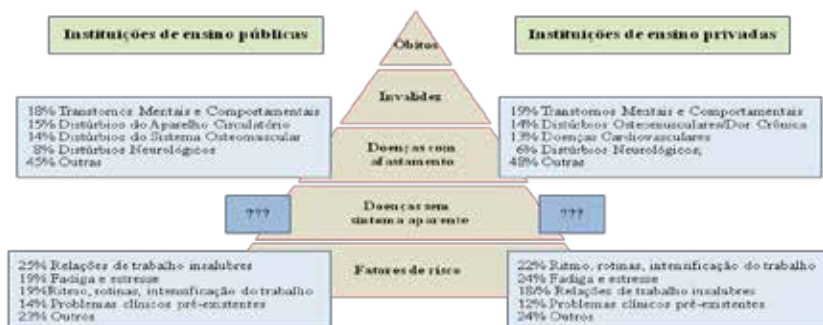 Instituições de ensino públicas
Óbitos
Instituições de ensino privadas
Invalidez
18% Transtornos Mentais e Comportamentais
15% Distúrbios do Aparelho Circulatório
14% Distúrbios do Sistema Osteomuscular
8% Distúrbios Neurológicos
45% Outras
Doenças com
afastamento
19% Transtornos Mentais e Comportamentais
14% Distúrbios Osteomusculares/Dor Crônica
13% Doenças Cardiovasculares
6% Distúrbios Neurológicos;
48% Outras
???
Doenças sem
sintoma aparente
???
25% Relações de trabalho insalubres
19% Fadiga e estresse
19%Ritmo, rotinas, intensificação do trabalho
14% Problemas clínicos pré-existentes
23% Outros
Fatores de risco
22% Ritmo, rotinas, intensificação do trabalho
24% Fadiga e estresse
18/% Relações de trabalho insalubres
12% Problemas clínicos pré-existentes
24% Outros